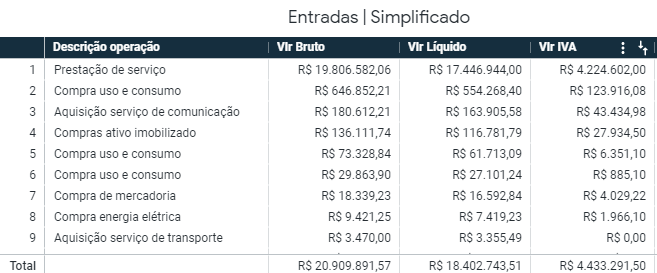 Entradas | Simplificado
Descrição operação Vlr Bruto Vlr Líquido Vlr IVA
1 Prestação de serviço R$ 19.806.582,06 R$ 17.446.944,00 R$ 4.224.602,00
2 Compra uso e consumo R$ 646.852,21 R$ 554.268,40 R$ 123.916,08
3 Aquisição serviço de comunicação R$ 180.612,21 R$ 163.905,58 R$ 43.434,98
4 Compras ativo imobilizado R$ 136.111,74 R$ 116.781,79 R$ 27.934,50
5 Compra uso e consumo R$ 73.328,84 R$ 61.713,09 R$ 6.351,10
6 Compra uso e consumo R$ 29.863,90 R$ 27.101,24 R$ 885,10
7 Compra de mercadoria R$ 18.339,23 R$ 16.592,84 R$ 4.029,22
8 Compra energia elétrica R$ 9.421,25 R$ 7.419,23 R$ 1.966,10
9 Aquisição serviço de transporte R$ 3.470,00 R$ 3.355,49 R$ 0,00
Total R$ 20.909.891,57 R$ 18.402.743,51 R$ 4.433.291,50